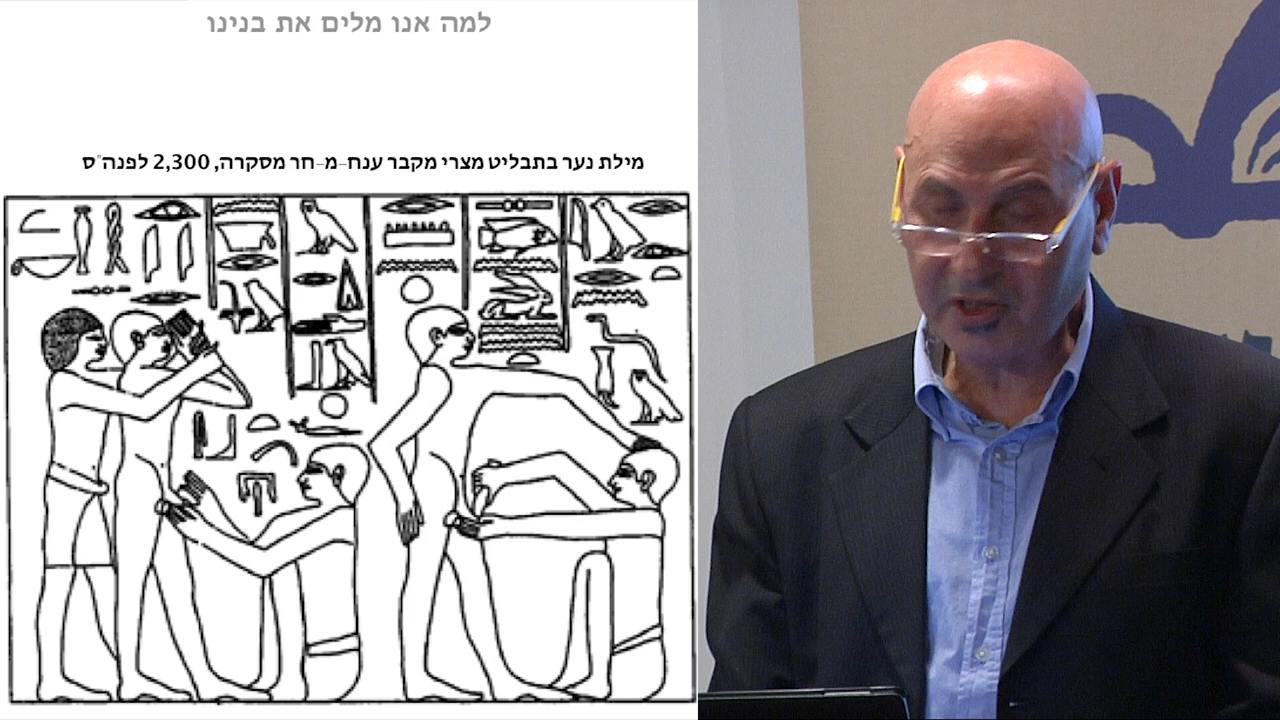 למה אנו מלים את בנינו
מילת נער בתבליט מצרי מקבר ענח-מ-חר מסקרה, 2,300 לפנה"ס